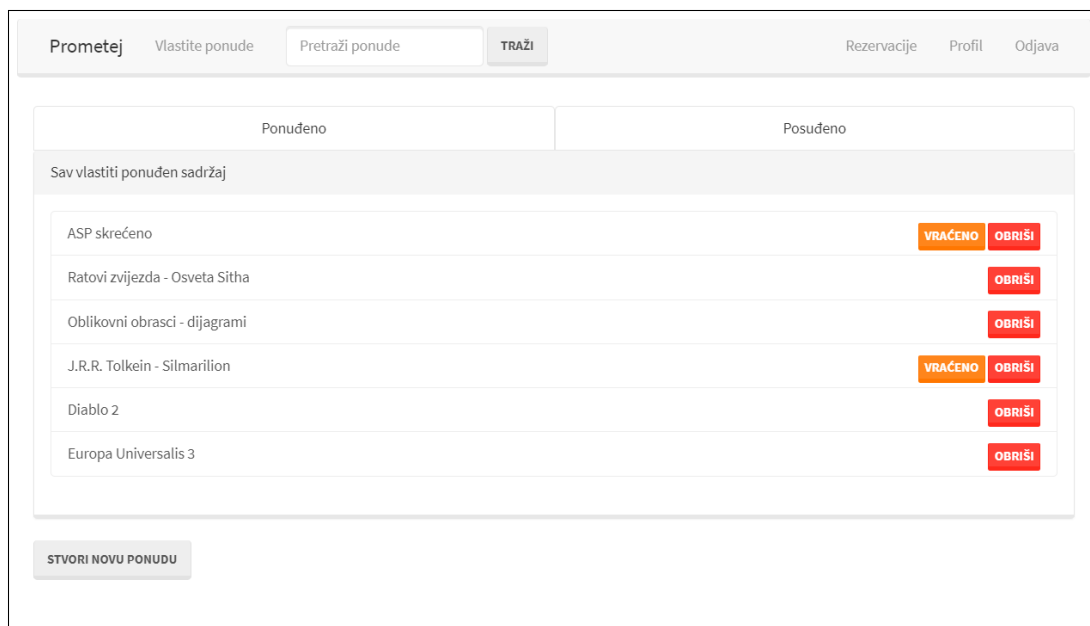 Prometej Vlastite ponude Pretraži ponude TRAŽI Rezervacije Profil Odjava
Ponuđeno Posuđeno
Sav vlastiti ponuđen sadržaj
ASP skrećeno VRAĆENO OBRIŠI
Ratovi zvijezda - Osveta Sitha OBRIŠI
Oblikovni obrasci - dijagrami OBRIŠI
J.R.R. Tolkein - Silmarilion VRAĆENO OBRIŠI
Diablo 2 OBRIŠI
Europa Universalis 3 OBRIŠI
STVORI NOVU PONUDU